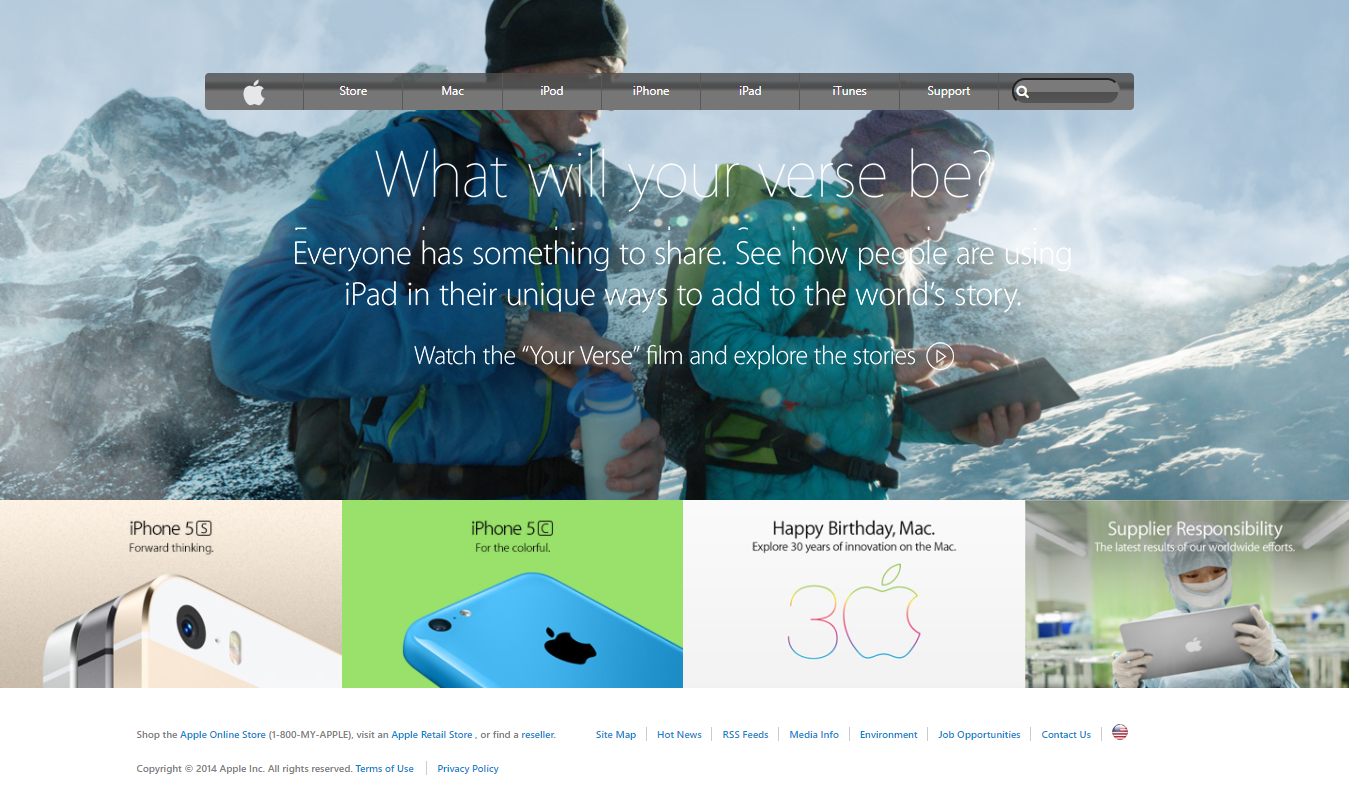 Store Mac iPod iPhone iPad iTunes Support
What will your verse be?
Everyone has something to share. See how people are using
iPad in their unique ways to add to the world's story.
Watch the “Your Verse” film and explore the stories
iPhone 5S
Forward thinking.
iPhone 5C
For the colorful.
Happy Birthday, Mac.
Explore 30 years of innovation on the Mac.
30
Supplier Responsibility
The latest results of our worldwide efforts.
Shop the Apple Online Store (1-800-MY-APPLE), visit an Apple Retail Store , or find a reseller.
Site Map Hot News RSS Feeds Media Info Environment Job Opportunities Contact Us
Copyright © 2014 Apple Inc. All rights reserved. Terms of Use Privacy Policy